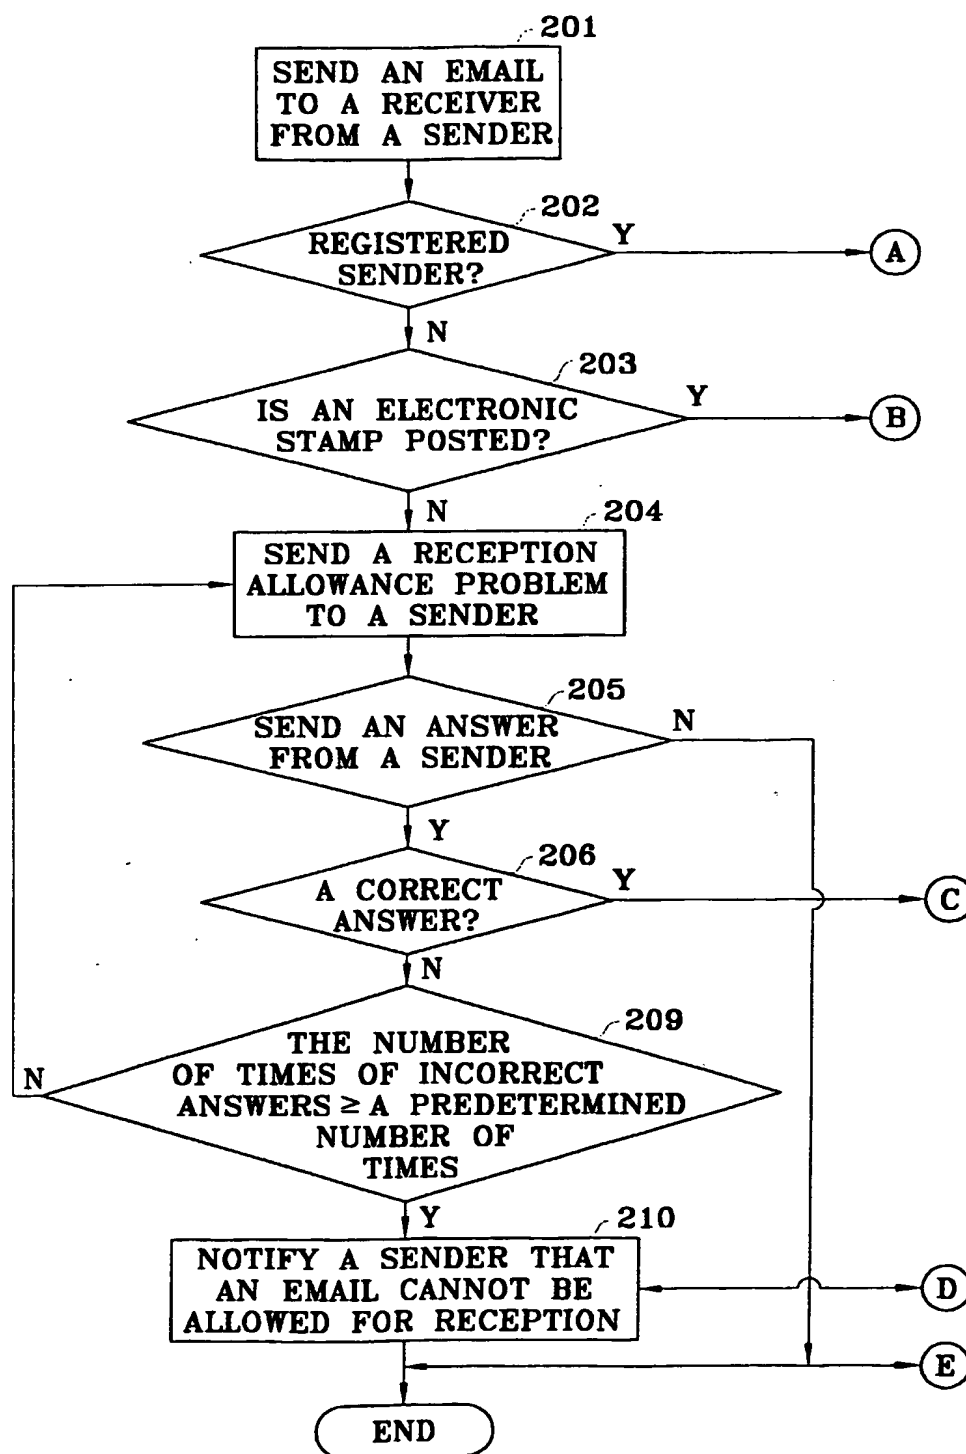 201
SEND AN EMAIL
TO A RECEIVER
FROM A SENDER
202
REGISTERED
SENDER?
Y
A
N
203
IS AN ELECTRONIC
STAMP POSTED?
Y
B
N
204
SEND A RECEPTION
ALLOWANCE PROBLEM
TO A SENDER
205
SEND AN ANSWER
FROM A SENDER
N
Y
206
A CORRECT
ANSWER?
Y
C
N
209
THE NUMBER
OF TIMES OF INCORRECT
ANSWERS ≥ A PREDETERMINED
NUMBER OF
TIMES
N
Y
210
NOTIFY A SENDER THAT
AN EMAIL CANNOT BE
ALLOWED FOR RECEPTION
D
E
END